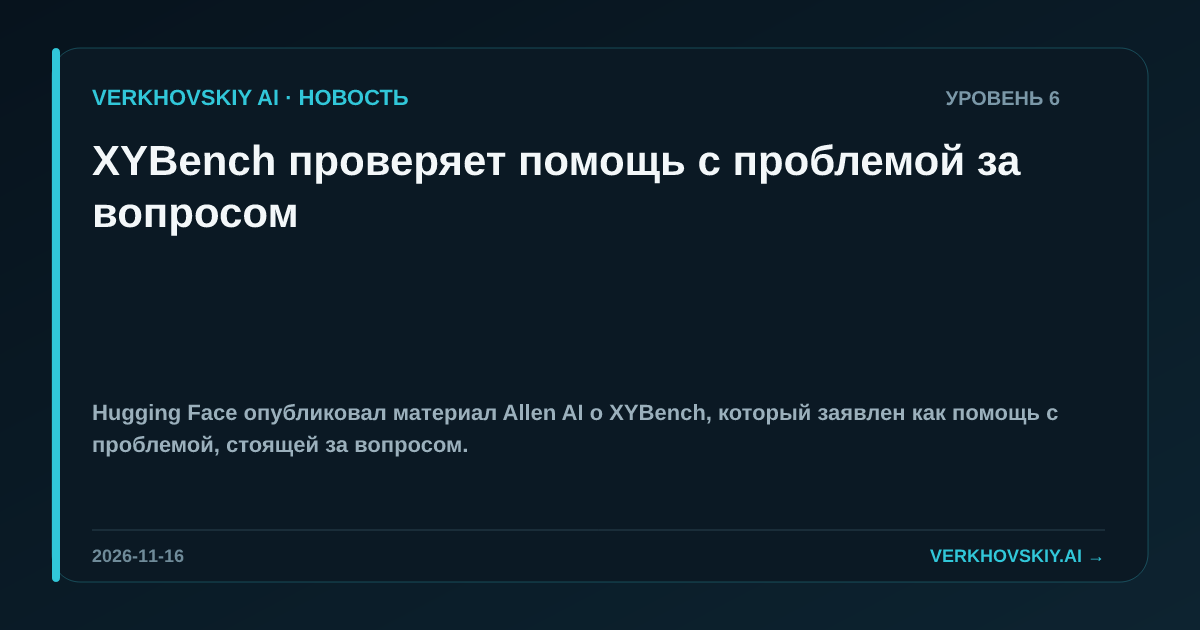 VERKHOVSKIY AI · НОВОСТЬ
УРОВЕНЬ 6
XYBench проверяет помощь с проблемой за
вопросом
Hugging Face опубликовал материал Allen AI о XYBench, который заявлен как помощь с
проблемой, стоящей за вопросом.
2026-11-16
VERKHOVSKIY.AI →